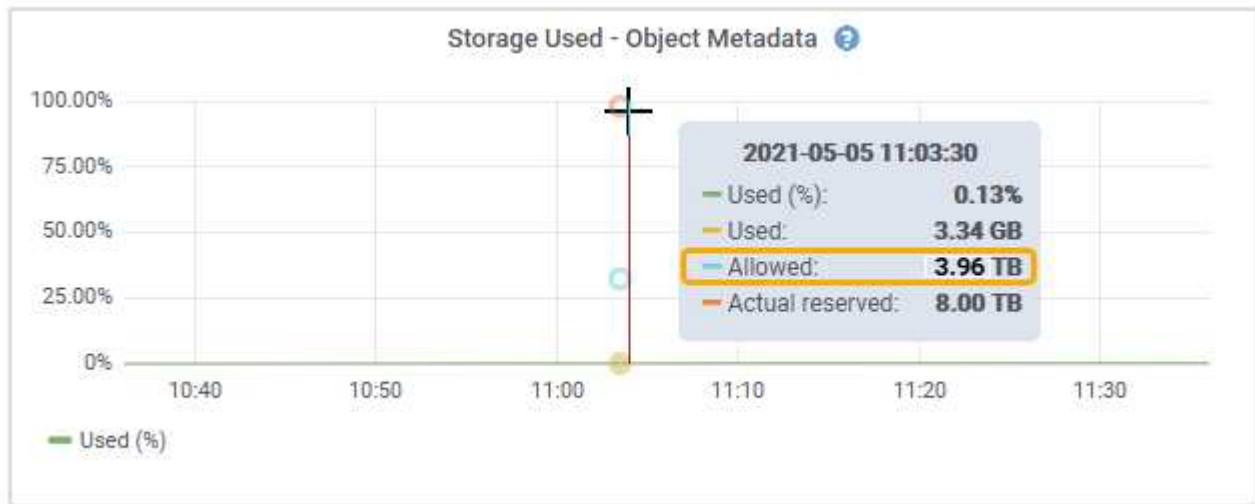 Storage Used - Object Metadata ?
100.00%
75.00%
50.00%
25.00%
0%
10:40 10:50 11:00 11:10 11:20 11:30
2021-05-05 11:03:30
Used (%): 0.13%
Used: 3.34 GB
Allowed: 3.96 TB
Actual reserved: 8.00 TB
Used (%)